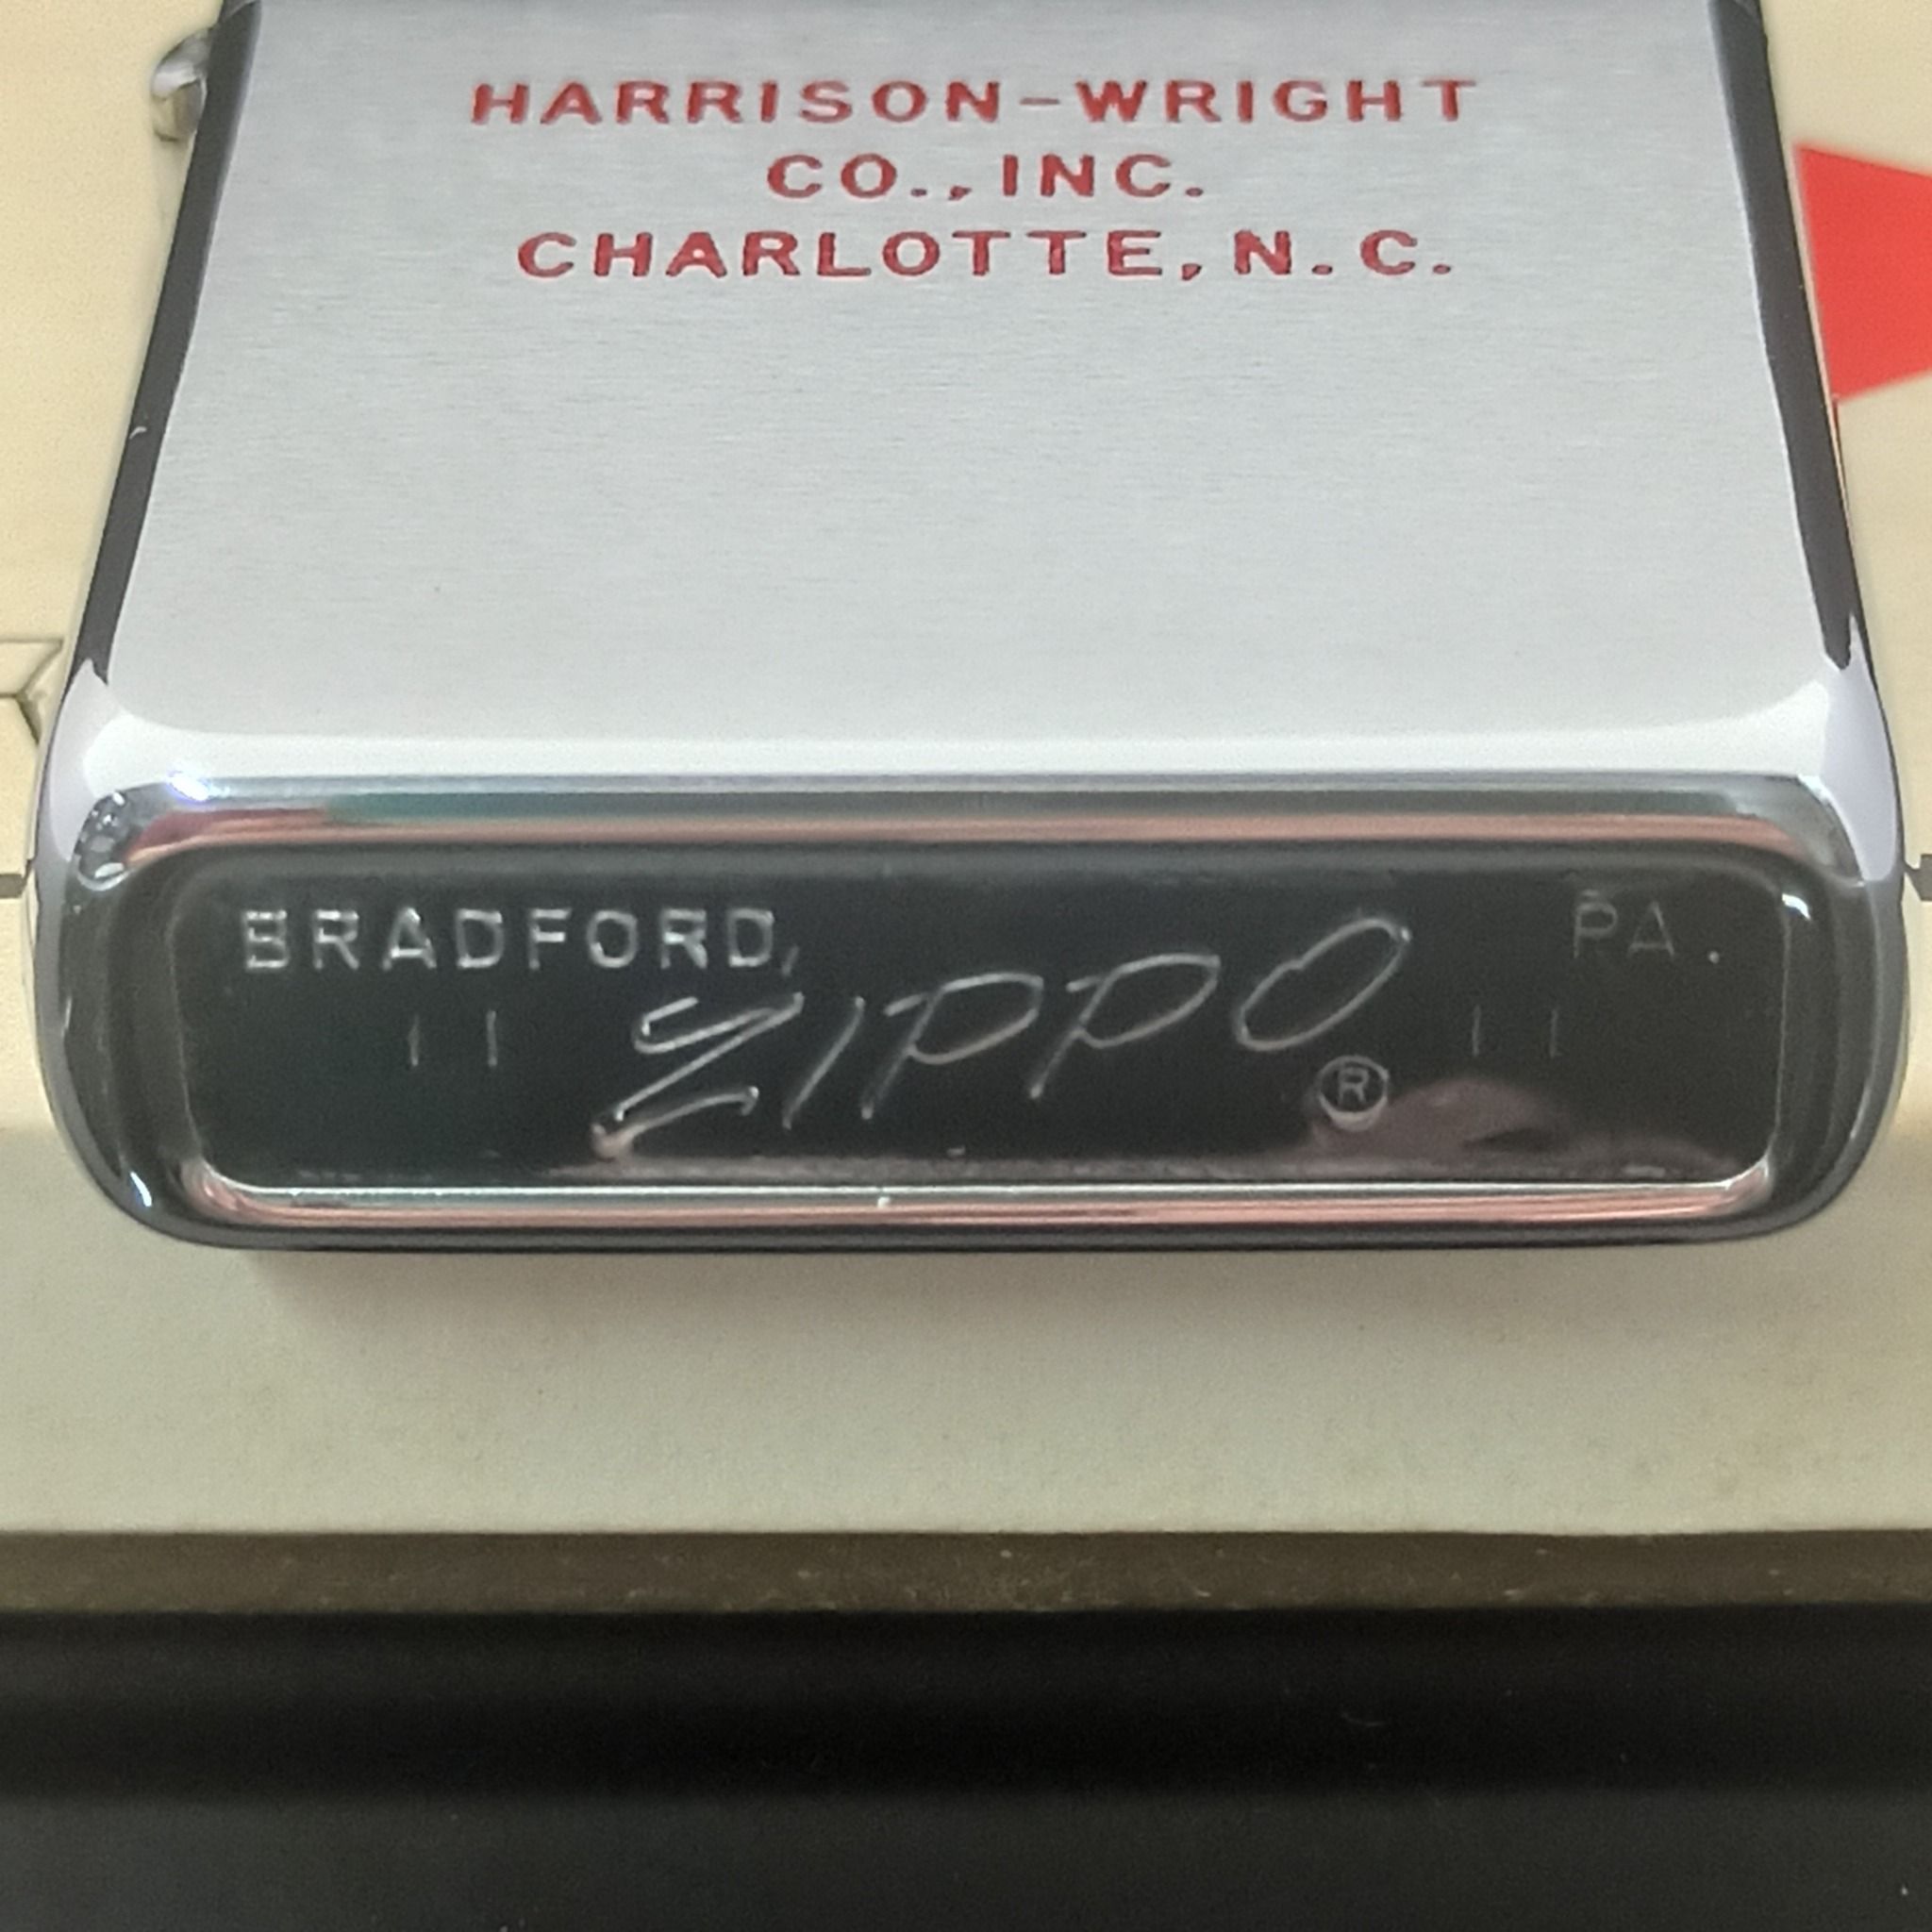 HARRISON-WRIGHT
CO., INC.
CHARLOTTE, N.C.
BRADFORD, PA.
|| ZIPPO ® ||